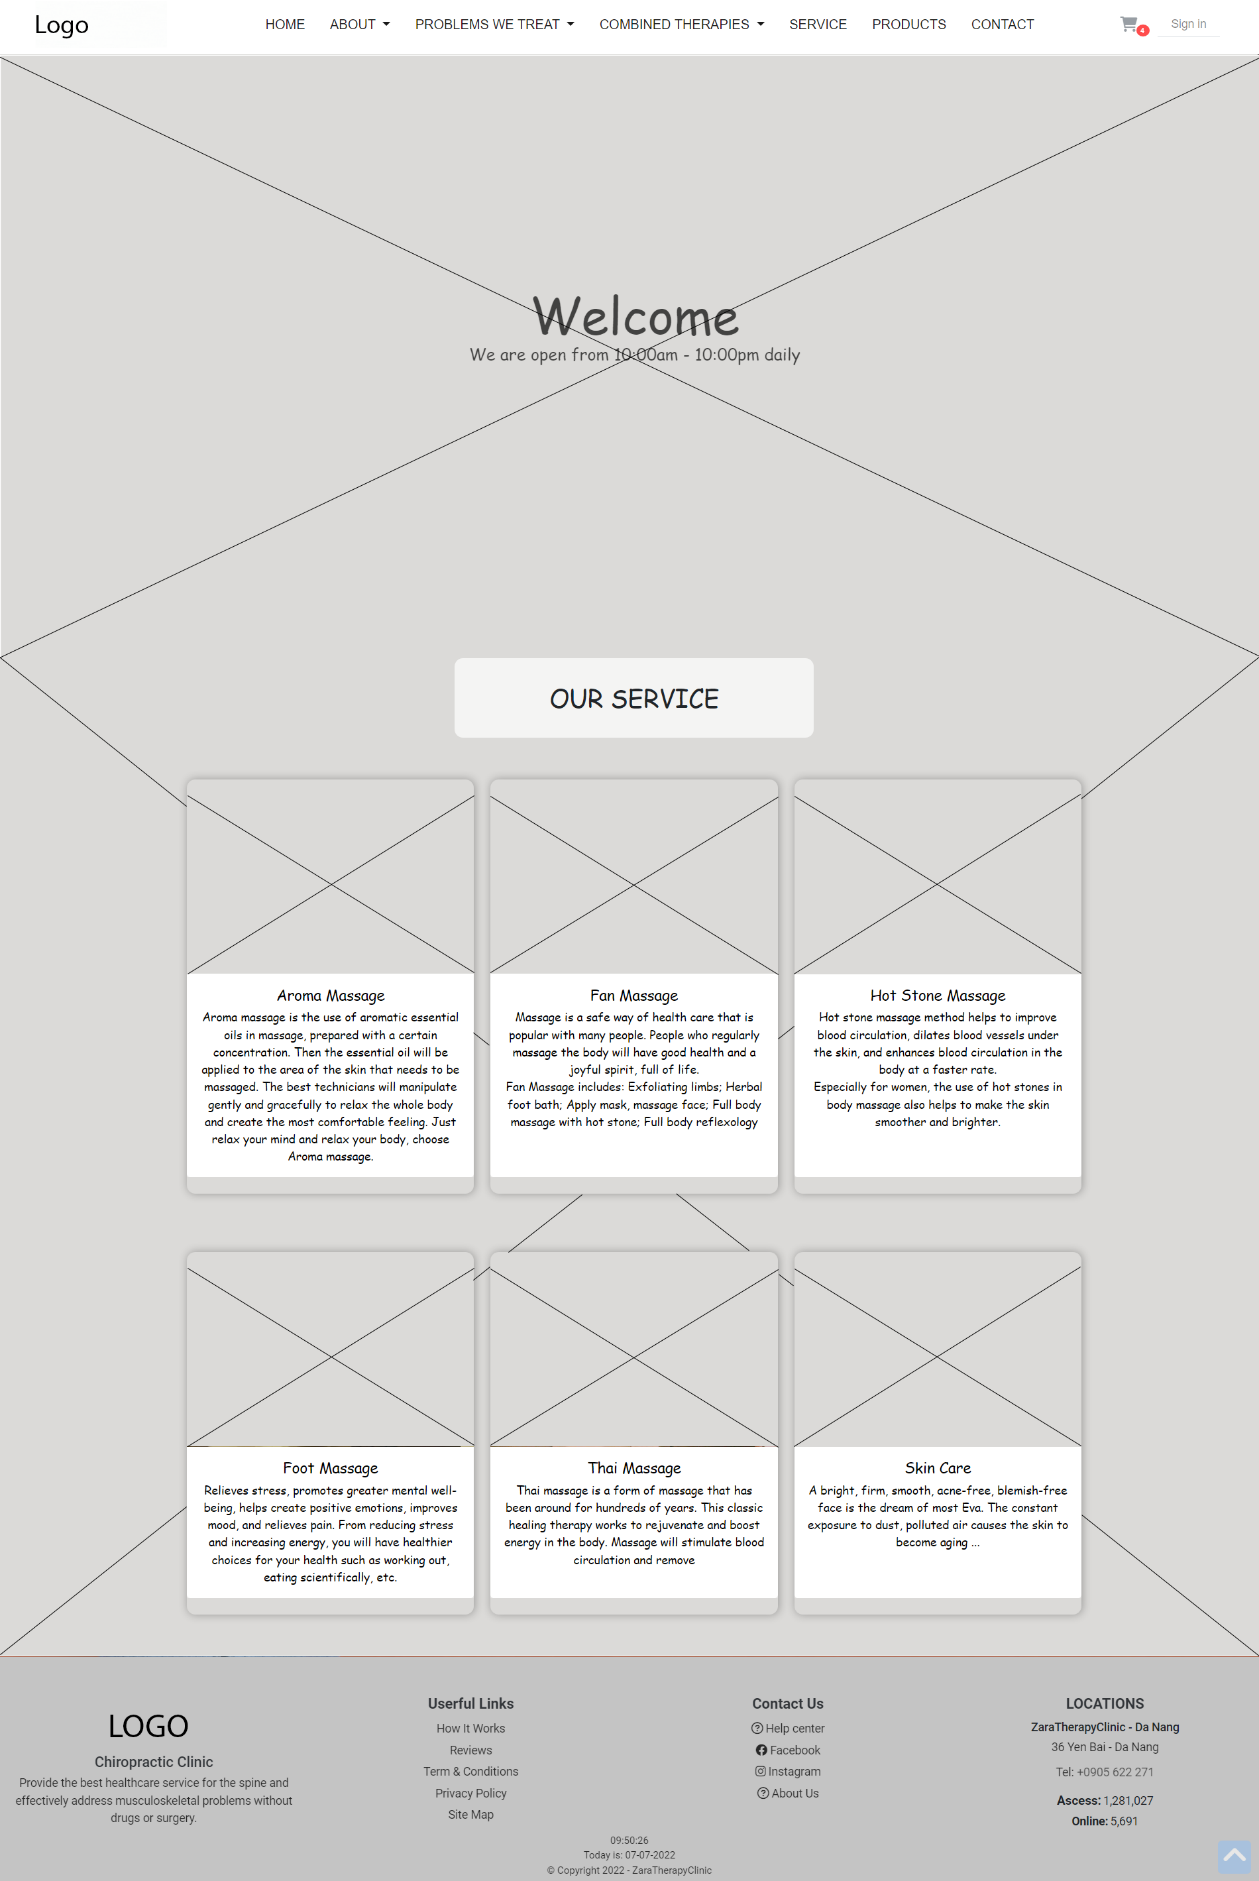 Logo
HOME ABOUT PROBLEMS WE TREAT COMBINED THERAPIES SERVICE PRODUCTS CONTACT
4
Sign in
Welcome
We are open from 10:00am - 10:00pm daily
OUR SERVICE
Aroma Massage
Aroma massage is the use of aromatic essential
oils in massage, prepared with a certain
concentration. Then the essential oil will be
applied to the area of the skin that needs to be
massaged. The best technicians will manipulate
gently and gracefully to relax the whole body
and create the most comfortable feeling. Just
relax your mind and relax your body, choose
Aroma massage.
Fan Massage
Massage is a safe way of health care that is
popular with many people. People who regularly
massage the body will have good health and a
joyful spirit, full of life.
Fan Massage includes: Exfoliating limbs; Herbal
foot bath; Apply mask, massage face; Full body
massage with hot stone; Full body reflexology
Hot Stone Massage
Hot stone massage method helps to improve
blood circulation, dilates blood vessels under
the skin, and enhances blood circulation in the
body at a faster rate.
Especially for women, the use of hot stones in
body massage also helps to make the skin
smoother and brighter.
Foot Massage
Relieves stress, promotes greater mental well-
being, helps create positive emotions, improves
mood, and relieves pain. From reducing stress
and increasing energy, you will have healthier
choices for your health such as working out,
eating scientifically, etc.
Thai Massage
Thai massage is a form of massage that has
been around for hundreds of years. This classic
healing therapy works to rejuvenate and boost
energy in the body. Massage will stimulate blood
circulation and remove
Skin Care
A bright, firm, smooth, acne-free, blemish-free
face is the dream of most Eva. The constant
exposure to dust, polluted air causes the skin to
become aging ...
LOGO
Chiropractic Clinic
Provide the best healthcare service for the spine and
effectively address musculoskeletal problems without
drugs or surgery.
Userful Links
How It Works
Reviews
Term & Conditions
Privacy Policy
Site Map
Contact Us
Help center
Facebook
Instagram
About Us
LOCATIONS
ZaraTherapyClinic - Da Nang
36 Yen Bai - Da Nang
Tel: +0905 622 271
Ascess: 1,281,027
Online: 5,691
09:50:26
Today is: 07-07-2022
© Copyright 2022 - ZaraTherapyClinic